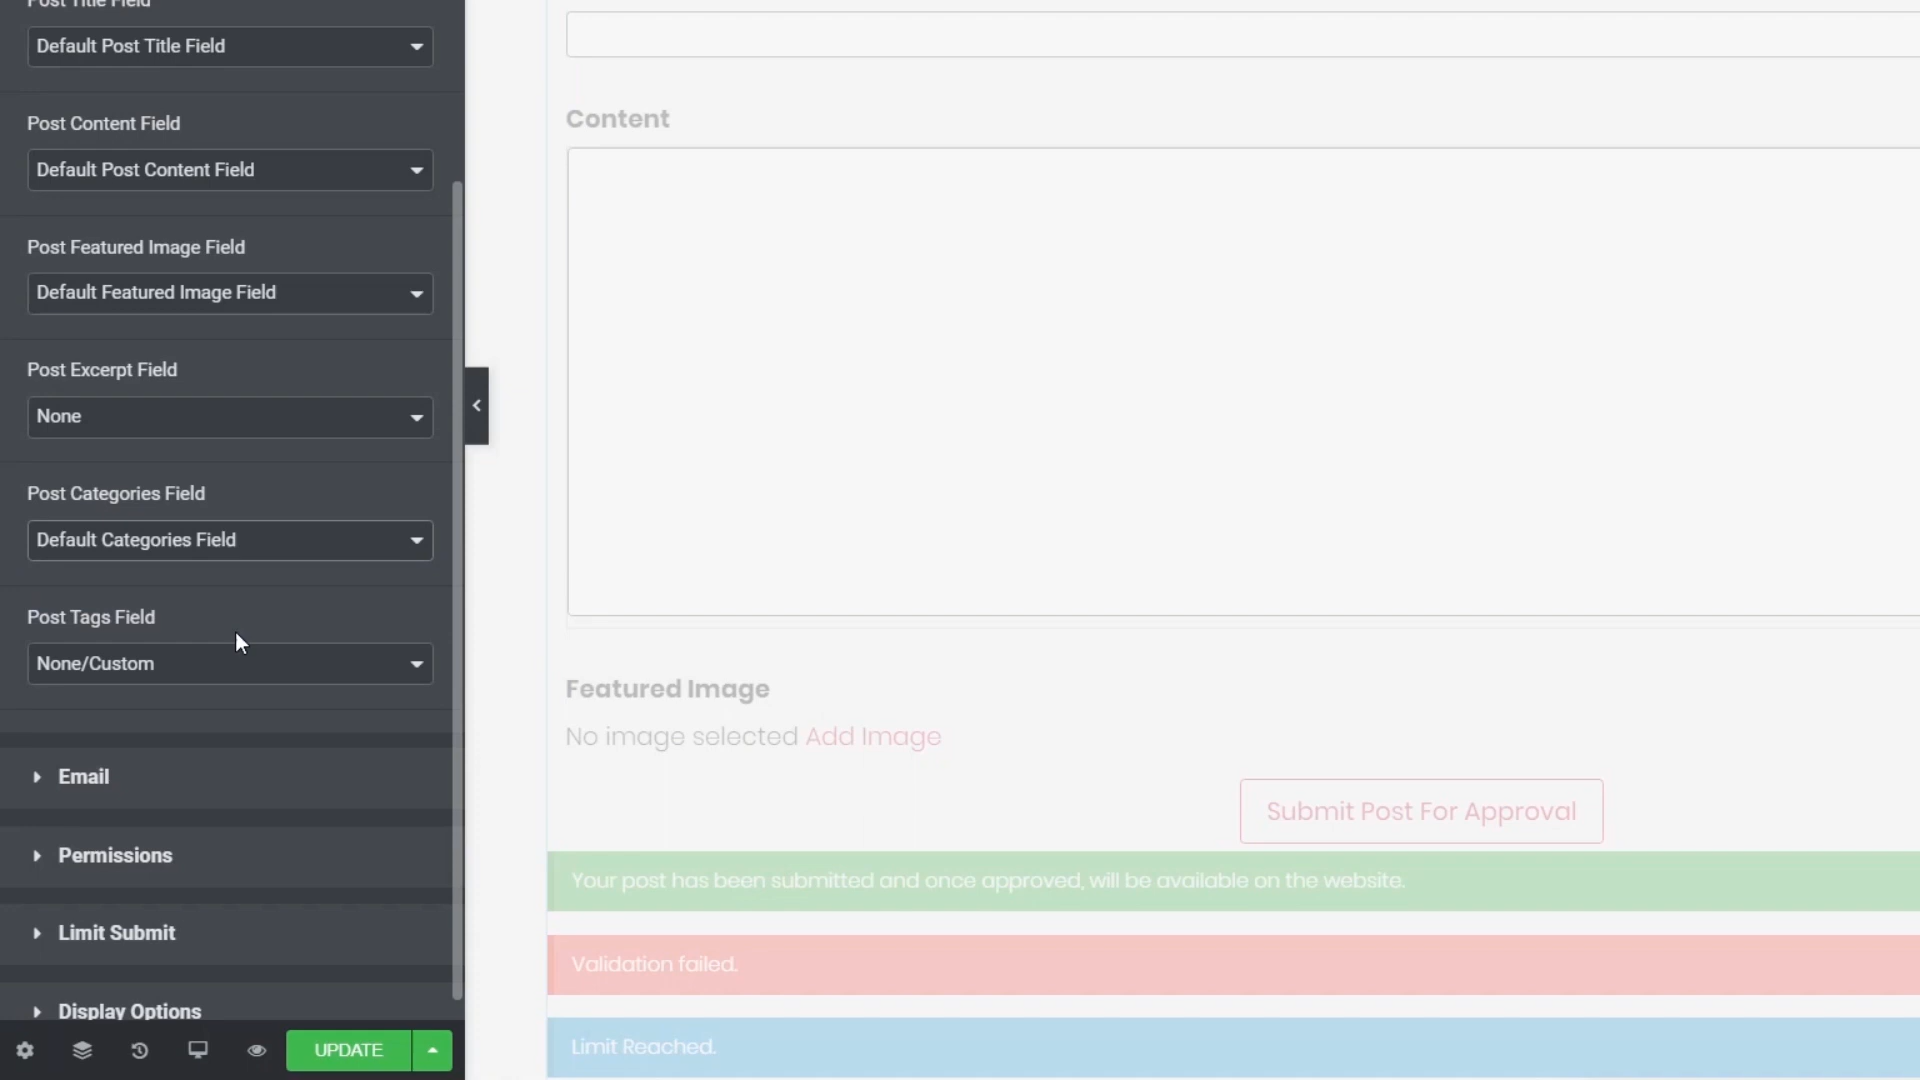 Post Title Field
Default Post Title Field
Post Content Field
Default Post Content Field
Post Featured Image Field
Default Featured Image Field
Post Excerpt Field
None
Post Categories Field
Default Categories Field
Post Tags Field
None/Custom
Email
Permissions
Limit Submit
Display Options
UPDATE
Content
Featured Image
No image selected Add Image
Submit Post For Approval
Your post has been submitted and once approved, will be available on the website.
Validation failed.
Limit Reached.